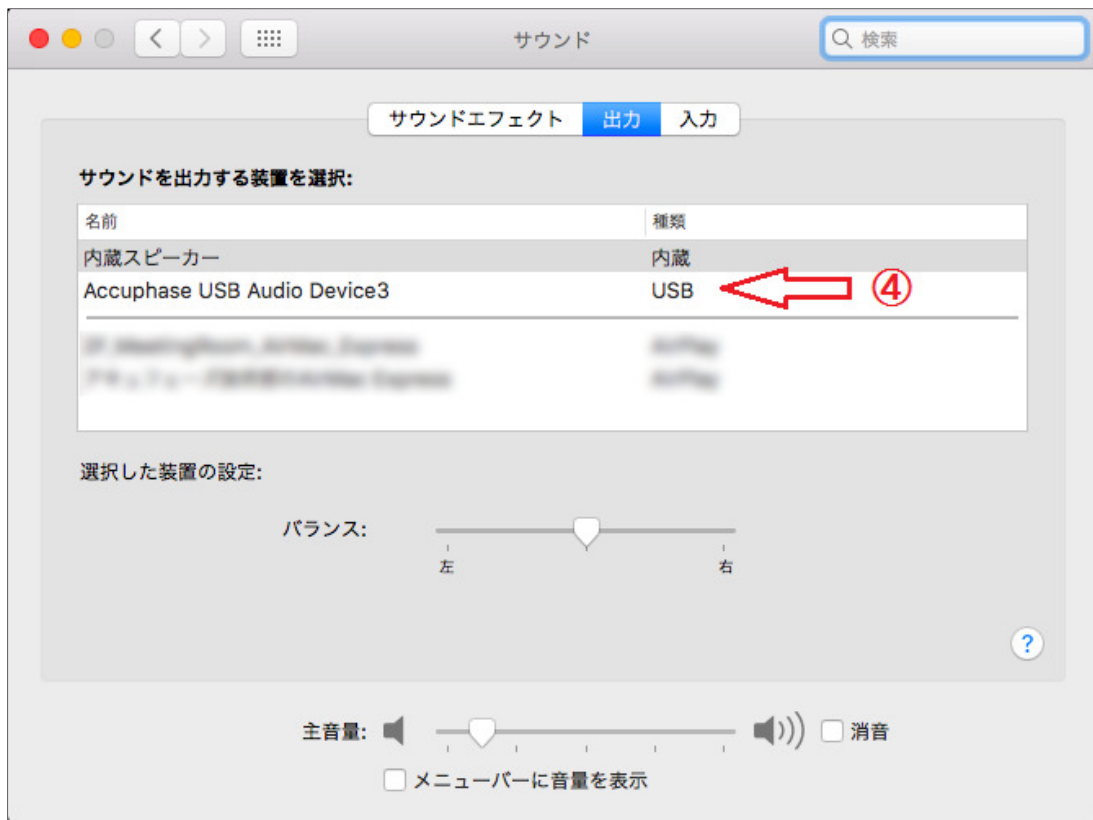 サウンド
検索
サウンドエフェクト 出力 入力
サウンドを出力する装置を選択:
名前 種類
内蔵スピーカー 内蔵
Accuphase USB Audio Device3 USB ④
選択した装置の設定:
バランス:
左 右
?
主音量: 消音
メニューバーに音量を表示